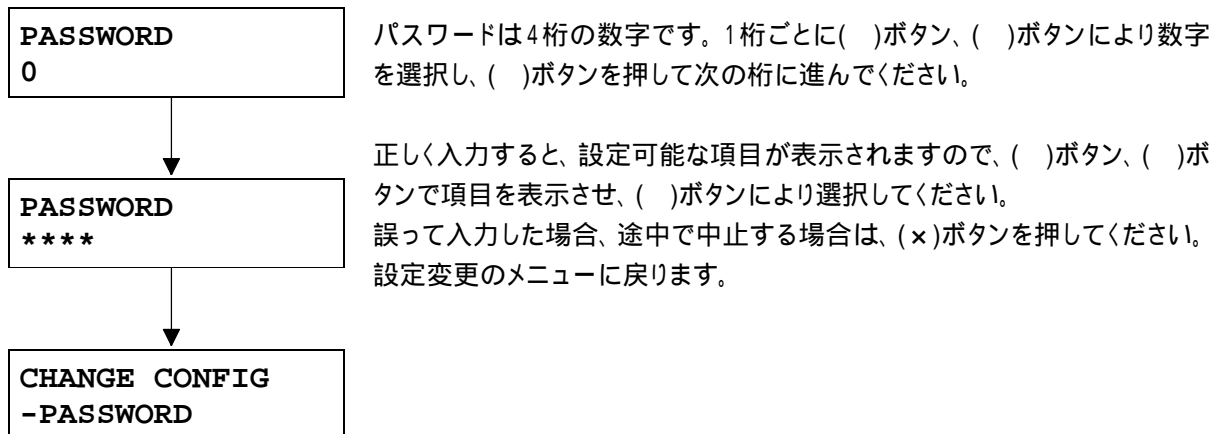 PASSWORD
0
パスワードは4桁の数字です。1桁ごとに( )ボタン、( )ボタンにより数字
を選択し、( )ボタンを押して次の桁に進んでください。
PASSWORD
****
正しく入力すると、設定可能な項目が表示されますので、( )ボタン、( )ボ
タンで項目を表示させ、( )ボタンにより選択してください。
誤って入力した場合、途中で中止する場合は、(×)ボタンを押してください。
設定変更のメニューに戻ります。
CHANGE CONFIG
-PASSWORD